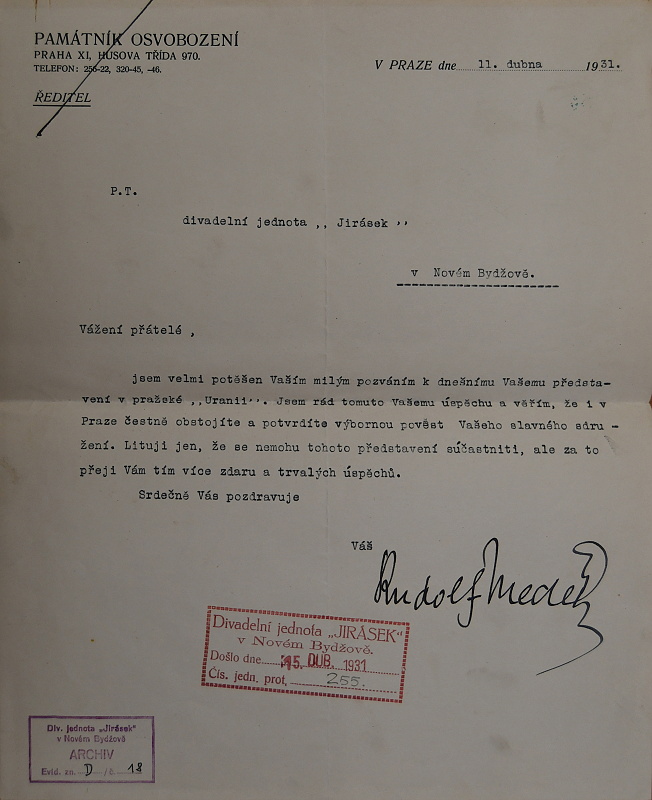 PAMÁTNÍK OSVOBOZENÍ
PRAHA XI, HUSOVA TŘÍDA 970.
TELEFON: 256-22, 320-45, -46.
V PRAZE dne 11. dubna 1931.
ŘEDITEL
P.T.
divadelní jednota ,, Jirásek ''
v Novém Bydžově.
Vážení přátelé ,
jsem velmi potěšen Vaším milým pozváním k dnešnímu Vašemu předsta-
vení v pražské ,,Uranii''. Jsem rád tomuto Vašemu úspěchu a věřím, že i v
Praze čestně obstojíte a potvrdíte výbornou pověst Vašeho slavného sdru -
žení. Lituji jen, že se nemohu tohoto představení súčastniti, ale za to
přeji Vám tím více zdaru a trvalých úspěchů.
Srdečně Vás pozdravuje
Váš
Rudolf Medek
Divadelní jednota „JIRÁSEK"
v Novém Bydžově.
Došlo dne 15. DUB. 1931
Čís. jedn. prot. 255.
Div. jednota „Jirásek"
v Novém Bydžově
ARCHIV
Evid. zn. D / č. 18